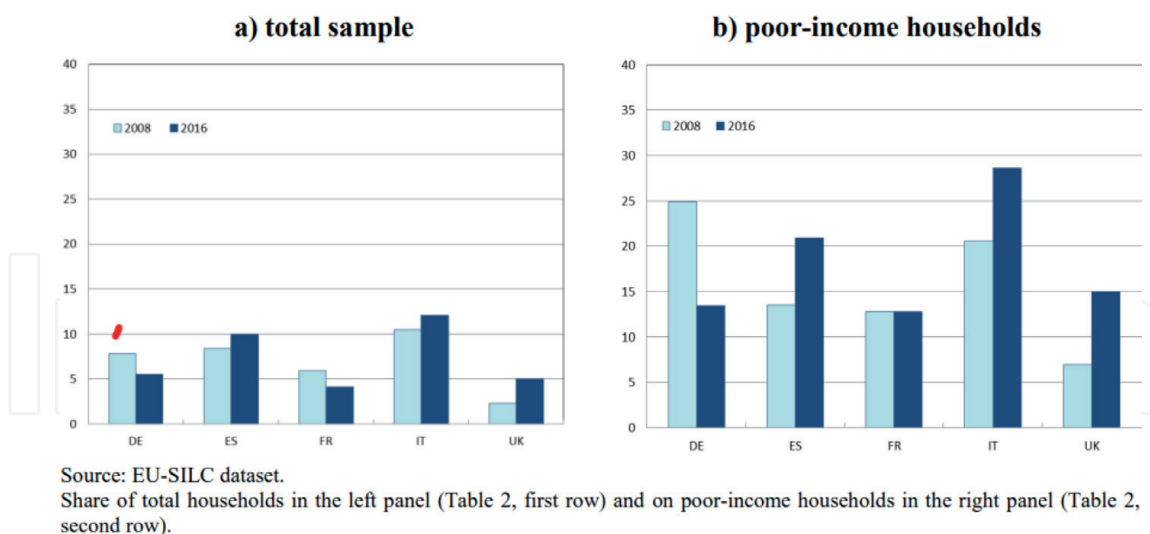 a) total sample
b) poor-income households
40
35
30
25
20
15
10
5
0
2008 2016
DE ES FR IT UK
40
35
30
25
20
15
10
5
0
2008 2016
DE ES FR IT UK
Source: EU-SILC dataset.
Share of total households in the left panel (Table 2, first row) and on poor-income households in the right panel (Table 2,
second row).